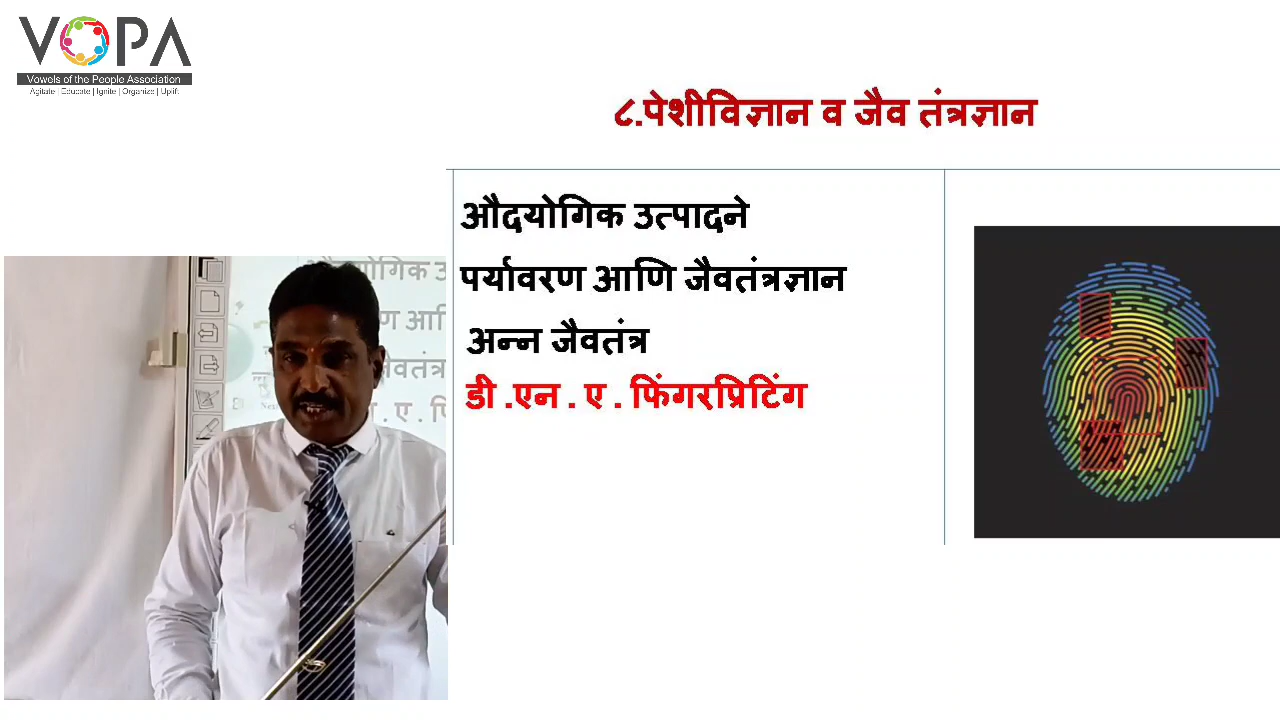 VOPA
Vowels of the People Association
Agitate | Educate | Ignite | Organize | Uplift
८.पेशीविज्ञान व जैव तंत्रज्ञान
औदयोगिक उत्पादने
पर्यावरण आणि जैवतंत्रज्ञान
अन्न जैवतंत्र
डी .एन . ए . फिंगरप्रिटिंग